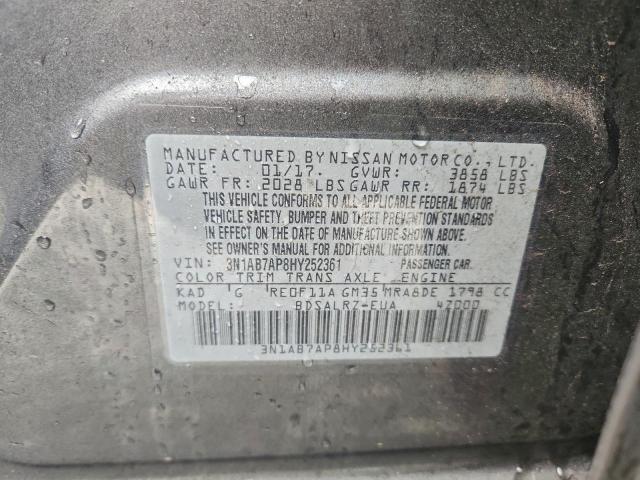 MANUFACTURED BY NISSAN MOTOR CO., LTD.
DATE: 01/17. GVWR: 3858 LBS
GAWR FR: 2028 LBS GAWR RR: 1874 LBS
THIS VEHICLE CONFORMS TO ALL APPLICABLE FEDERAL MOTOR
VEHICLE SAFETY, BUMPER AND THEFT PREVENTION STANDARDS
IN EFFECT ON THE DATE OF MANUFACTURE SHOWN ABOVE.
SEE OWNER'S MANUAL FOR ADDITIONAL INFORMATION
VIN: 3N1AB7AP8HY252361 PASSENGER CAR.
COLOR TRIM TRANS AXLE ENGINE
KAD G RE0F11A GM35 MRA8DE 1798 CC
MODEL: BDSALRZ-EUA 47000
3N1AB7AP8HY252361